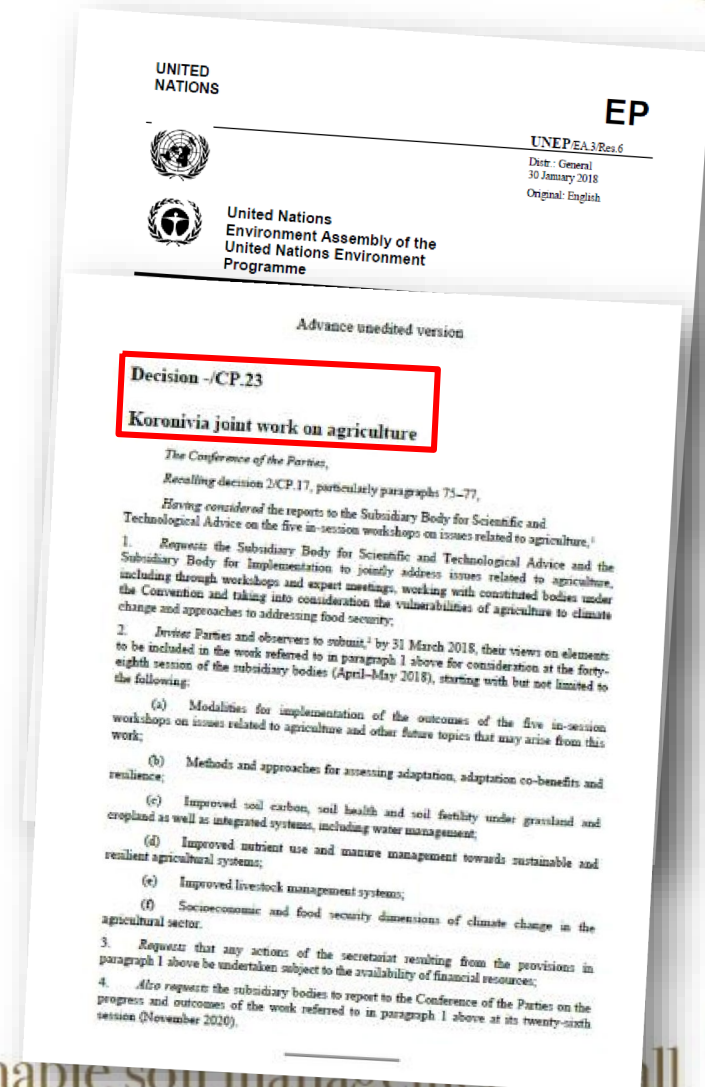 UNITED
NATIONS
EP
UNEP/EA.3/Res.6
Distr.: General
30 January 2018
Original: English
United Nations
Environment Assembly of the
United Nations Environment
Programme
Advance unedited version
Decision -/CP.23
Koronivia joint work on agriculture
The Conference of the Parties,
Recalling decision 2/CP.17, particularly paragraphs 75–77,
Having considered the reports to the Subsidiary Body for Scientific and
Technological Advice on the five in-session workshops on issues related to agriculture,¹
1. Requests the Subsidiary Body for Scientific and Technological Advice and the
Subsidiary Body for Implementation to jointly address issues related to agriculture,
including through workshops and expert meetings, working with constituted bodies under
the Convention and taking into consideration the vulnerabilities of agriculture to climate
change and approaches to addressing food security;
2. Invites Parties and observers to submit,² by 31 March 2018, their views on elements
to be included in the work referred to in paragraph 1 above for consideration at the forty-
eighth session of the subsidiary bodies (April–May 2018), starting with but not limited to
the following:
(a) Modalities for implementation of the outcomes of the five in-session
workshops on issues related to agriculture and other future topics that may arise from this
work;
(b) Methods and approaches for assessing adaptation, adaptation co-benefits and
resilience;
(c) Improved soil carbon, soil health and soil fertility under grassland and
cropland as well as integrated systems, including water management;
(d) Improved nutrient use and manure management towards sustainable and
resilient agricultural systems;
(e) Improved livestock management systems;
(f) Socioeconomic and food security dimensions of climate change in the
agricultural sector.
3. Requests that any actions of the secretariat resulting from the provisions in
paragraph 1 above be undertaken subject to the availability of financial resources;
4. Also requests the subsidiary bodies to report to the Conference of the Parties on the
progress and outcomes of the work referred to in paragraph 1 above at its twenty-sixth
session (November 2020).
soil